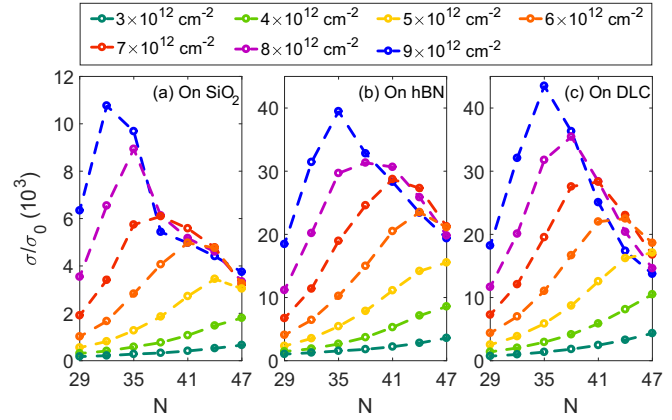 3×10¹² cm⁻² 4×10¹² cm⁻² 5×10¹² cm⁻² 6×10¹² cm⁻²
7×10¹² cm⁻² 8×10¹² cm⁻² 9×10¹² cm⁻²
σ/σ₀ (10³)
(a) On SiO₂
12
10
8
6
4
2
0
29 35 41 47
N
(b) On hBN
40
30
20
10
0
29 35 41 47
N
(c) On DLC
40
30
20
10
0
29 35 41 47
N